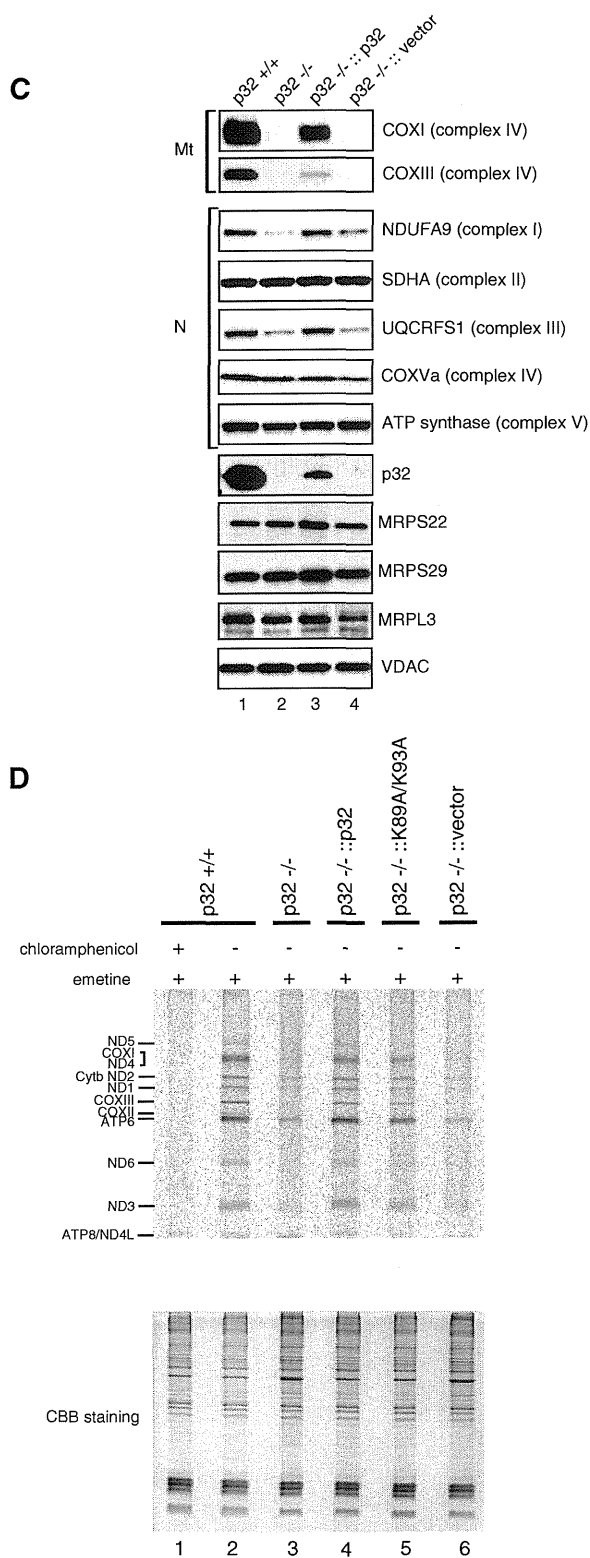 C
p32 +/+
p32 -/-
p32 -/- :: p32
p32 -/- :: vector
Mt
COXI (complex IV)
COXIII (complex IV)
N
NDUFA9 (complex I)
SDHA (complex II)
UQCRFS1 (complex III)
COXVa (complex IV)
ATP synthase (complex V)
p32
MRPS22
MRPS29
MRPL3
VDAC
1 2 3 4
D
p32 +/+
p32 -/-
p32 -/- ::p32
p32 -/- ::K89A/K93A
p32 -/- ::vector
chloramphenicol + - - - - -
emetine + + + + + +
ND5
COXI
ND4
Cytb ND2
ND1
COXIII
COXII
ATP6
ND6
ND3
ATP8/ND4L
CBB staining
1 2 3 4 5 6